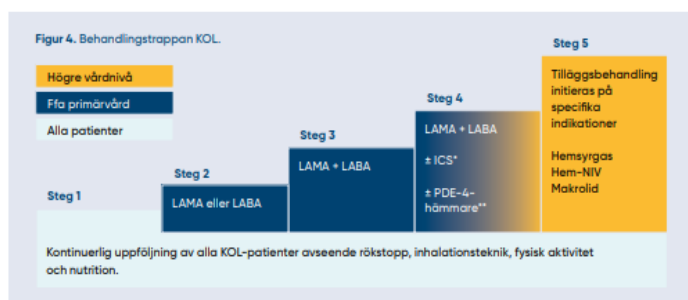 Figur 4. Behandlingstrappan KOL.
Högre vårdnivå
Ffa primärvård
Alla patienter
Steg 1
Steg 2
LAMA eller LABA
Steg 3
LAMA + LABA
Steg 4
LAMA + LABA
± ICS*
± PDE-4-
hämmare**
Steg 5
Tilläggsbehandling
initieras på
specifika
indikationer
Hemsyrgas
Hem-NIV
Makrolid
Kontinuerlig uppföljning av alla KOL-patienter avseende rökstopp, inhalationsteknik, fysisk aktivitet
och nutrition.